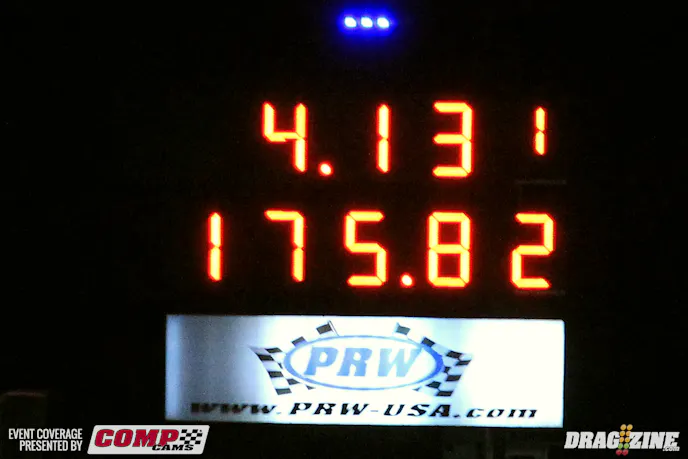 4.131
175.82
PRW
www.PRW-USA.com
EVENT COVERAGE
PRESENTED BY
COMP
CAMS
DRAGZINE
.com